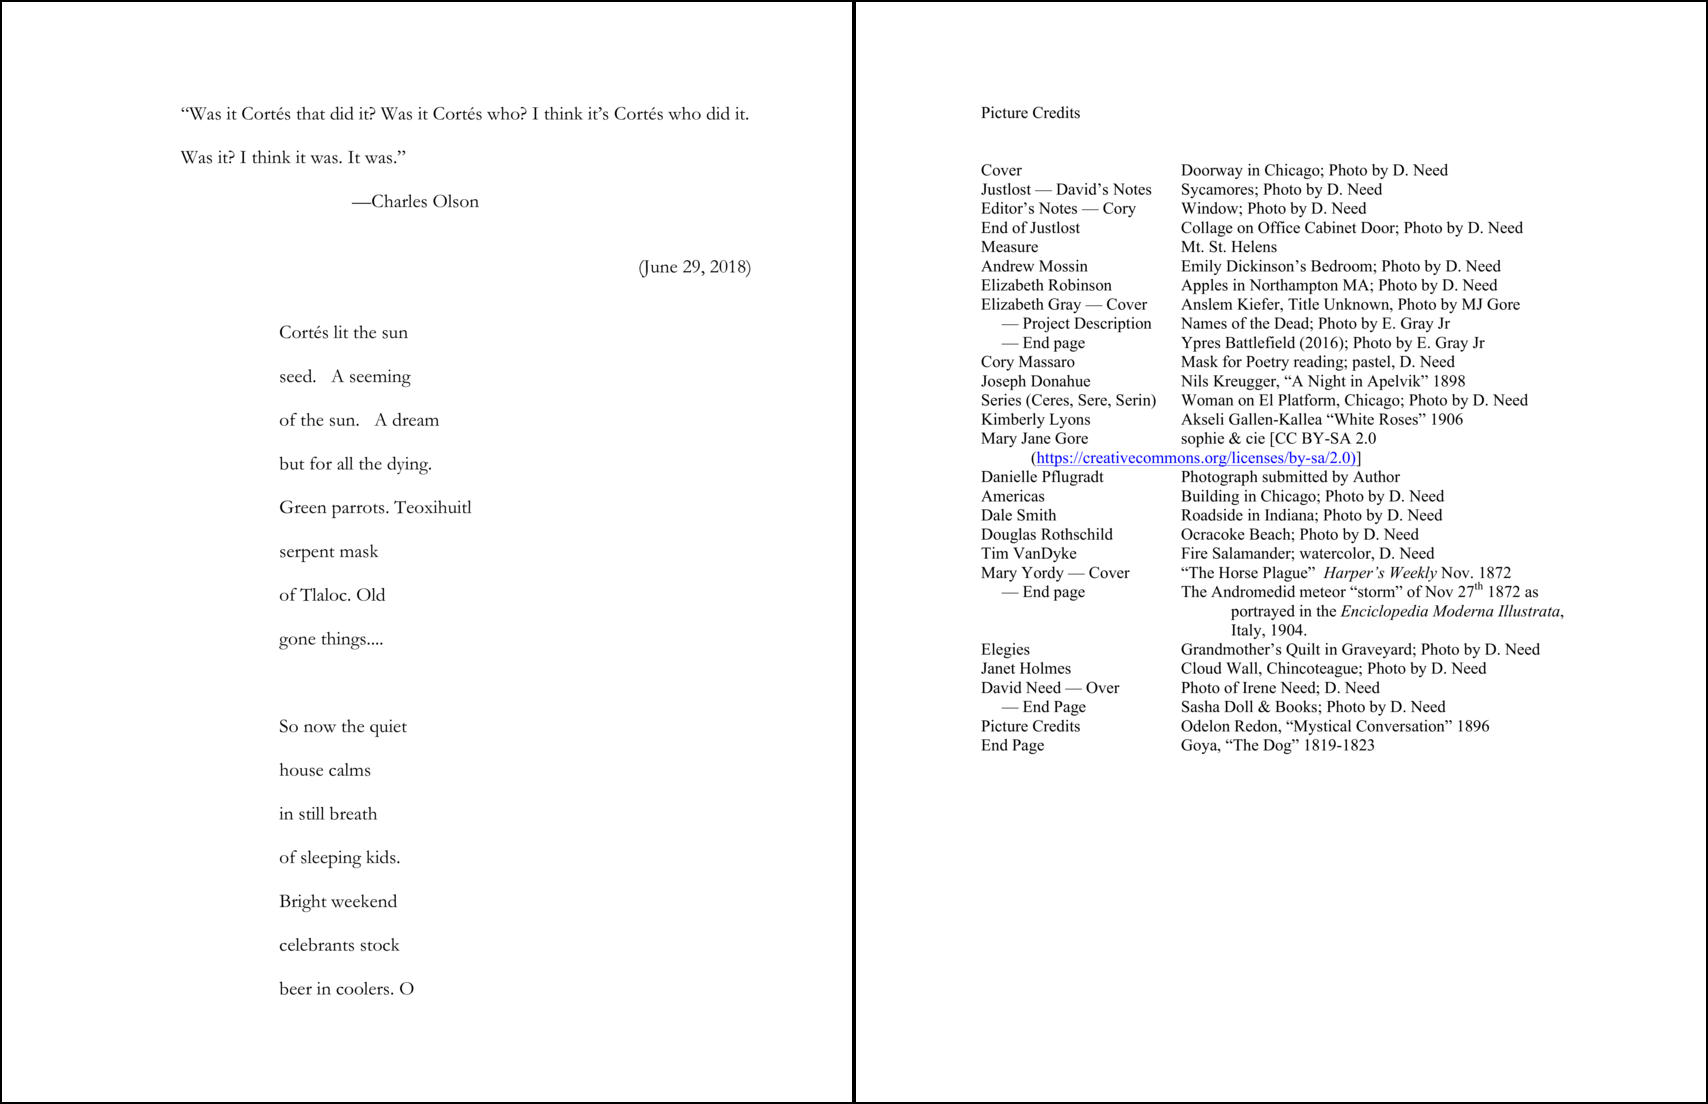 “Was it Cortés that did it? Was it Cortés who? I think it’s Cortés who did it.
Was it? I think it was. It was.”
—Charles Olson
(June 29, 2018)
Cortés lit the sun
seed. A seeming
of the sun. A dream
but for all the dying.
Green parrots. Teoxihuitl
serpent mask
of Tlaloc. Old
gone things....
So now the quiet
house calms
in still breath
of sleeping kids.
Bright weekend
celebrants stock
beer in coolers. O
Picture Credits
Cover Doorway in Chicago; Photo by D. Need
Justlost — David’s Notes Sycamores; Photo by D. Need
Editor’s Notes — Cory Window; Photo by D. Need
End of Justlost Collage on Office Cabinet Door; Photo by D. Need
Measure Mt. St. Helens
Andrew Mossin Emily Dickinson’s Bedroom; Photo by D. Need
Elizabeth Robinson Apples in Northampton MA; Photo by D. Need
Elizabeth Gray — Cover Anslem Kiefer, Title Unknown, Photo by MJ Gore
— Project Description Names of the Dead; Photo by E. Gray Jr
— End page Ypres Battlefield (2016); Photo by E. Gray Jr
Cory Massaro Mask for Poetry reading; pastel, D. Need
Joseph Donahue Nils Kreugger, “A Night in Apelvik” 1898
Series (Ceres, Sere, Serin) Woman on El Platform, Chicago; Photo by D. Need
Kimberly Lyons Akseli Gallen-Kallea “White Roses” 1906
Mary Jane Gore sophie & cie [CC BY-SA 2.0
(https://creativecommons.org/licenses/by-sa/2.0)]
Danielle Pflugradt Photograph submitted by Author
Americas Building in Chicago; Photo by D. Need
Dale Smith Roadside in Indiana; Photo by D. Need
Douglas Rothschild Ocracoke Beach; Photo by D. Need
Tim VanDyke Fire Salamander; watercolor, D. Need
Mary Yordy — Cover “The Horse Plague” Harper’s Weekly Nov. 1872
— End page The Andromedid meteor “storm” of Nov 27th 1872 as
portrayed in the Enciclopedia Moderna Illustrata,
Italy, 1904.
Elegies Grandmother’s Quilt in Graveyard; Photo by D. Need
Janet Holmes Cloud Wall, Chincoteague; Photo by D. Need
David Need — Over Photo of Irene Need; D. Need
— End Page Sasha Doll & Books; Photo by D. Need
Picture Credits Odelon Redon, “Mystical Conversation” 1896
End Page Goya, “The Dog” 1819-1823